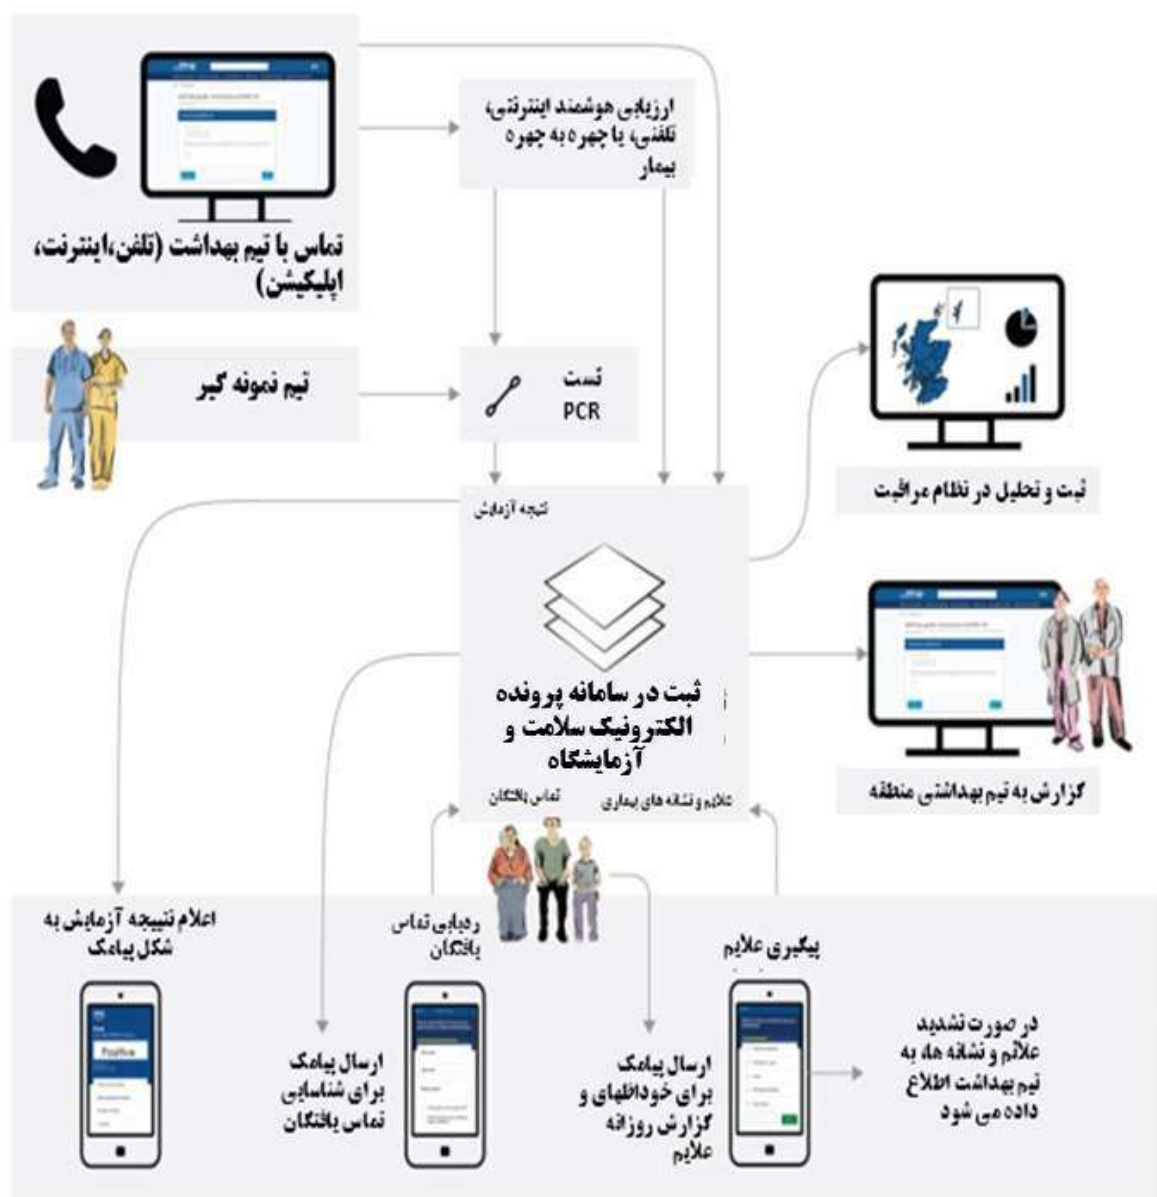 تماس با تیم بهداشت (تلفن،اینترنت،
اپلیکیشن)
ارزیابی هوشمند اینترنتی،
تلفنی، یا چهره به چهره
بیمار
تیم نمونه گیر
تست
PCR
ثبت و تحلیل در نظام مراقبت
نتیجه آزمایش
ثبت در سامانه پرونده
الکترونیک سلامت و
آزمایشگاه
تماس یافتگان
علایم و نشانه های بیماری
گزارش به تیم بهداشتی منطقه
اعلام نتییجه آزمایش به
شکل پیامک
Positive
ارسال پیامک
برای شناسایی
تماس یافتگان
ردیابی تماس
یافتگان
ارسال پیامک
برای خوداظهای و
گزارش روزانه
علایم
پیگیری علایم
در صورت تشدید
علائم و نشانه ها، به
تیم بهداشت اطلاع
داده می شود